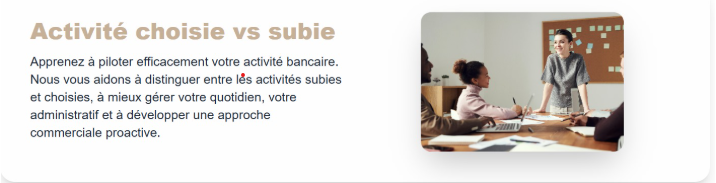 Activité choisie vs subie
Apprenez à piloter efficacement votre activité bancaire.
Nous vous aidons à distinguer entre les activités subies
et choisies, à mieux gérer votre quotidien, votre
administratif et à développer une approche
commerciale proactive.